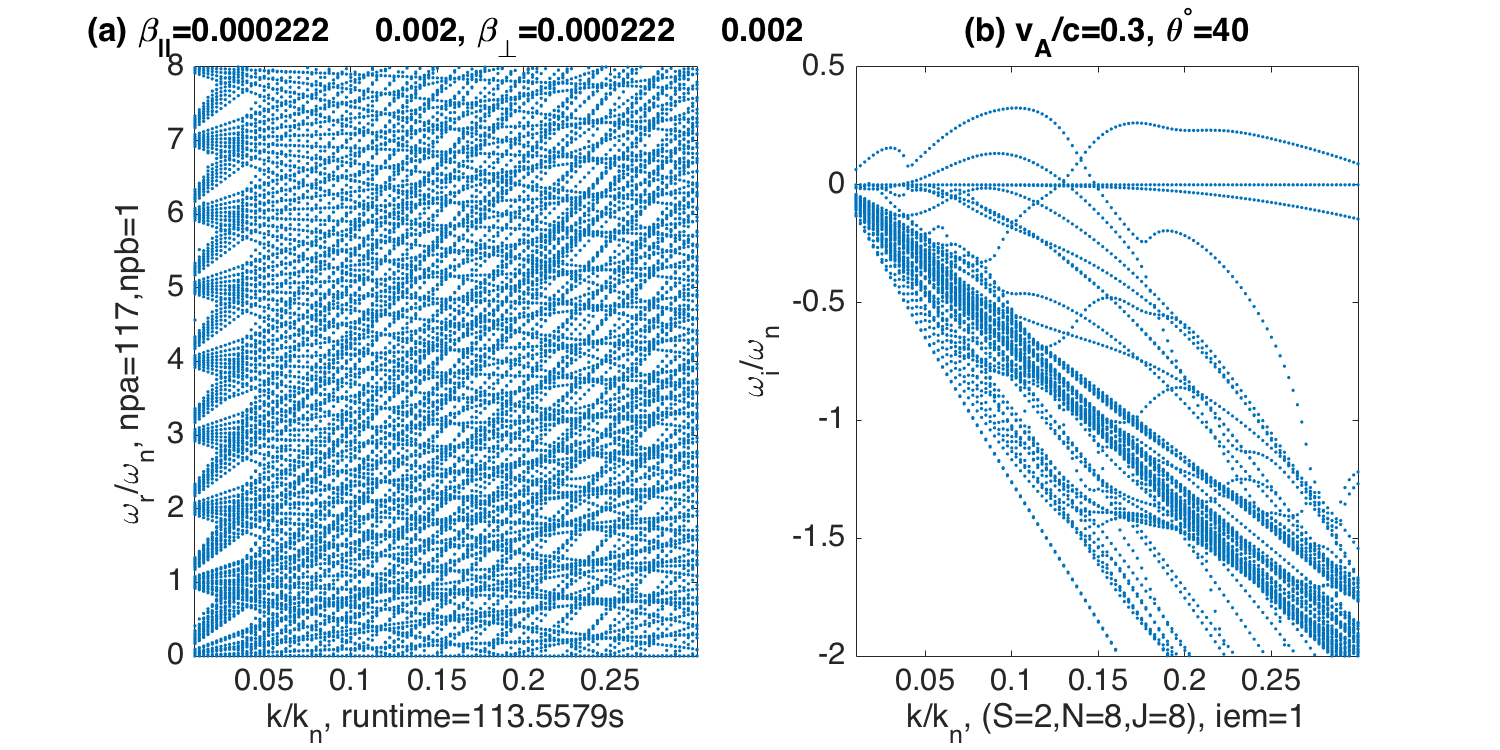 (a) β||=0.000222 0.002, β⊥=0.000222 0.002
(b) vA/c=0.3, θ°=40
8
7
6
5
4
3
2
1
0
ωr/ωn, npa=117,npb=1
0.05 0.1 0.15 0.2 0.25
k/kn, runtime=113.5579s
0.5
0
-0.5
-1
-1.5
-2
ωi/ωn
0.05 0.1 0.15 0.2 0.25
k/kn, (S=2,N=8,J=8), iem=1